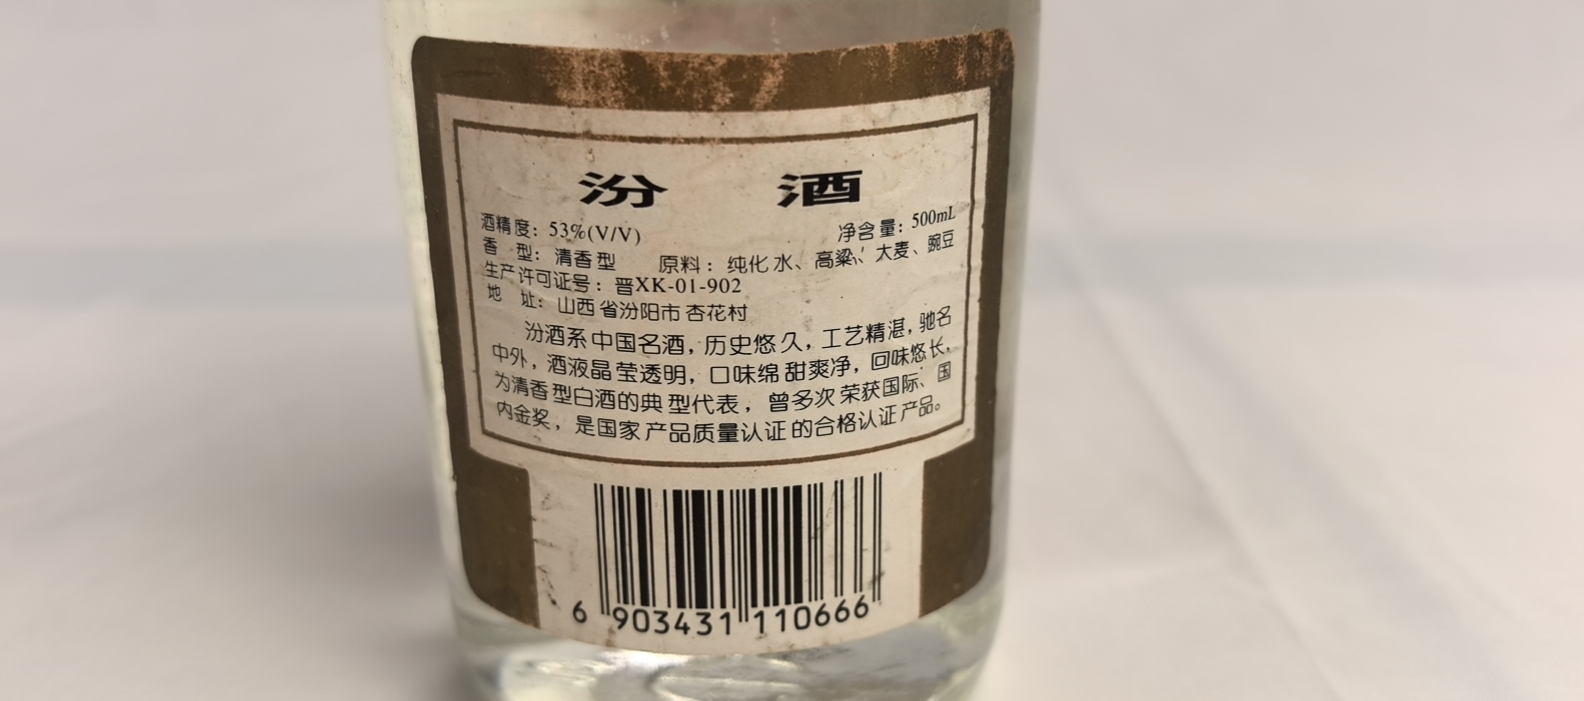 汾 酒
酒精度：53%(V/V) 净含量：500mL
香 型：清香型 原料：纯化水、高粱、大麦、豌豆
生产许可证号：晋XK-01-902
地 址：山西省汾阳市杏花村
汾酒系中国名酒，历史悠久，工艺精湛，驰名
中外，酒液晶莹透明，口味绵甜爽净，回味悠长，
为清香型白酒的典型代表，曾多次荣获国际、国
内金奖，是国家产品质量认证的合格认证产品。
6 903431 110666